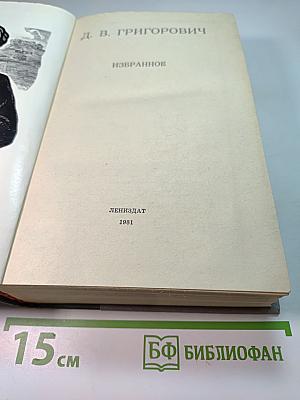 Д. В. ГРИГОРОВИЧ
ИЗБРАННОЕ
ЛЕНИЗДАТ
1981
15 см
БФ БИБЛИОФАН